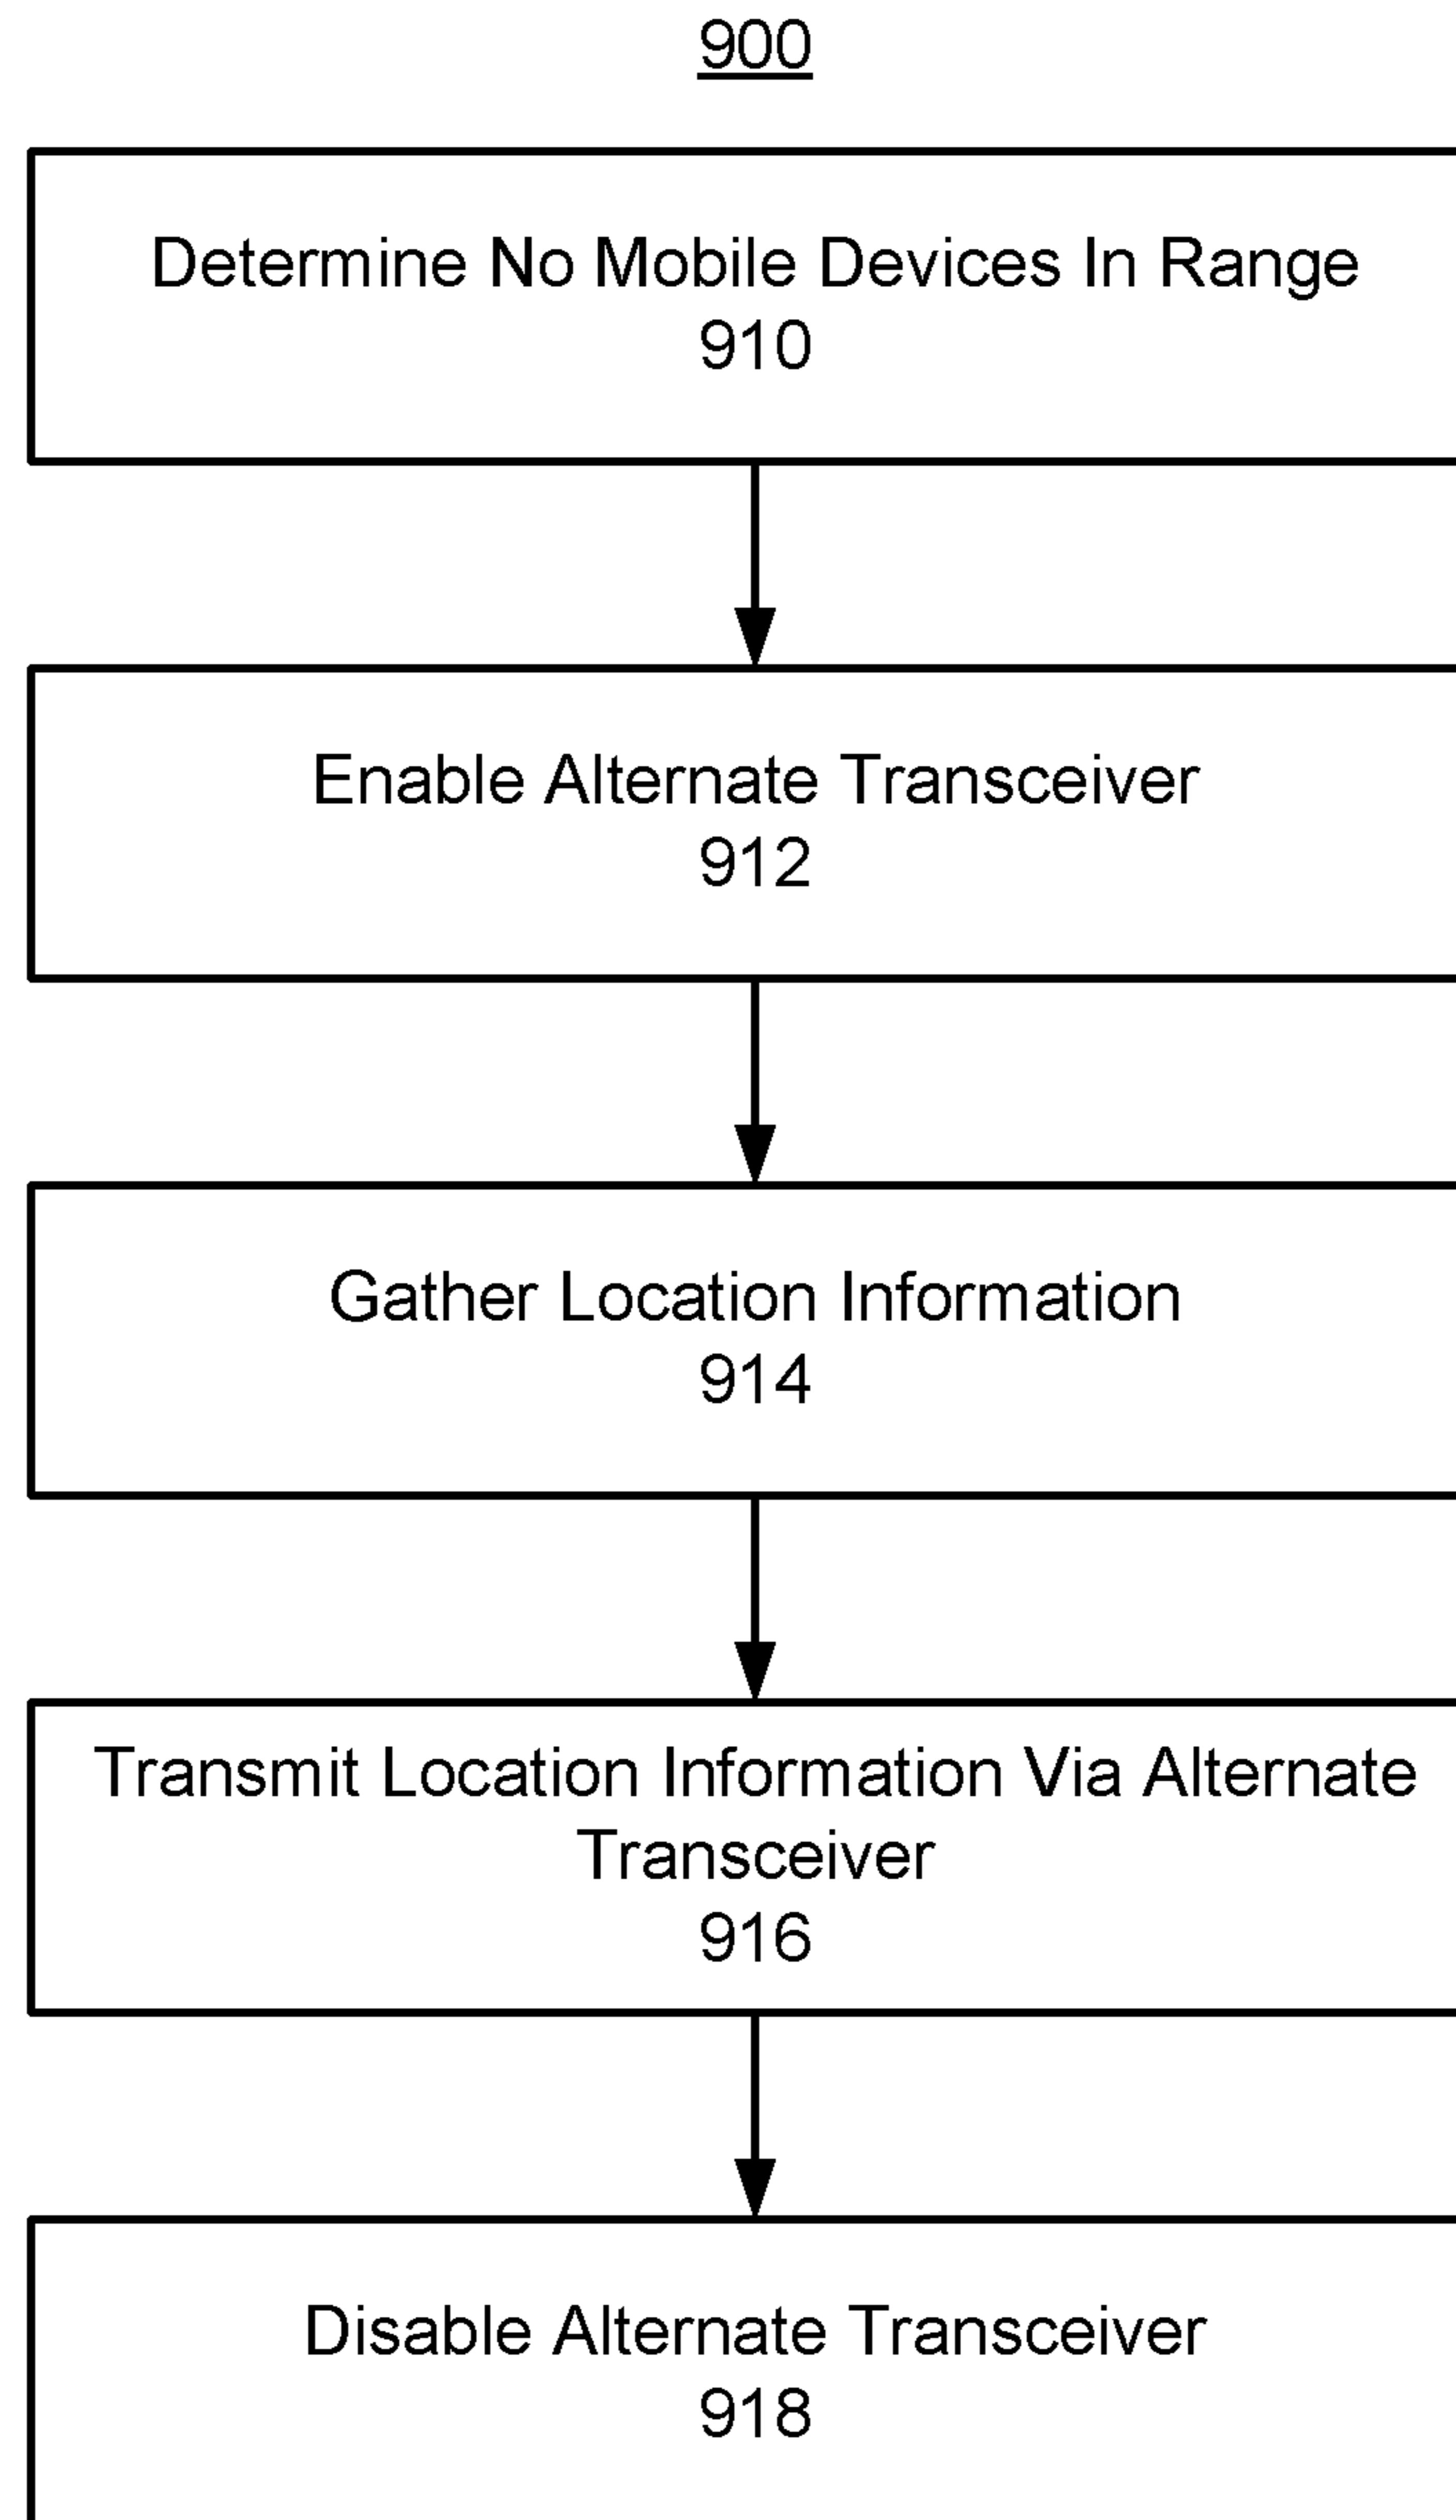 900
Determine No Mobile Devices In Range
910
Enable Alternate Transceiver
912
Gather Location Information
914
Transmit Location Information Via Alternate
Transceiver
916
Disable Alternate Transceiver
918